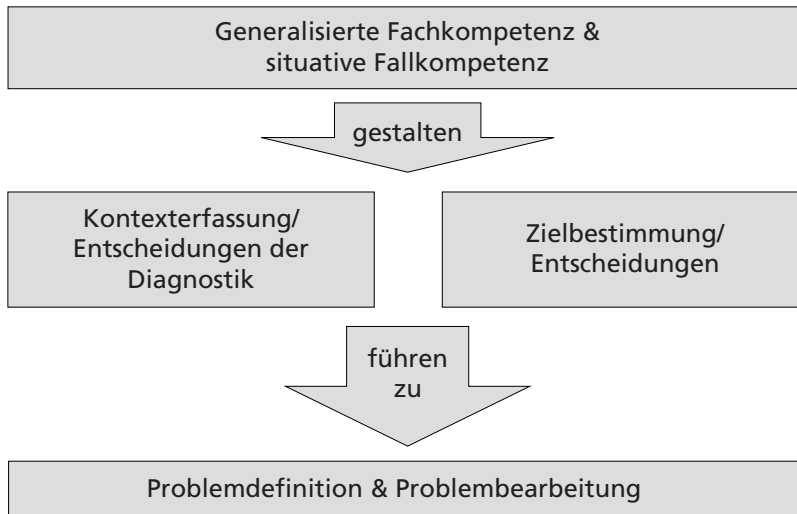 Generalisierte Fachkompetenz &
situative Fallkompetenz
gestalten
Kontexterfassung/
Entscheidungen der
Diagnostik
Zielbestimmung/
Entscheidungen
führen
zu
Problemdefinition & Problembearbeitung